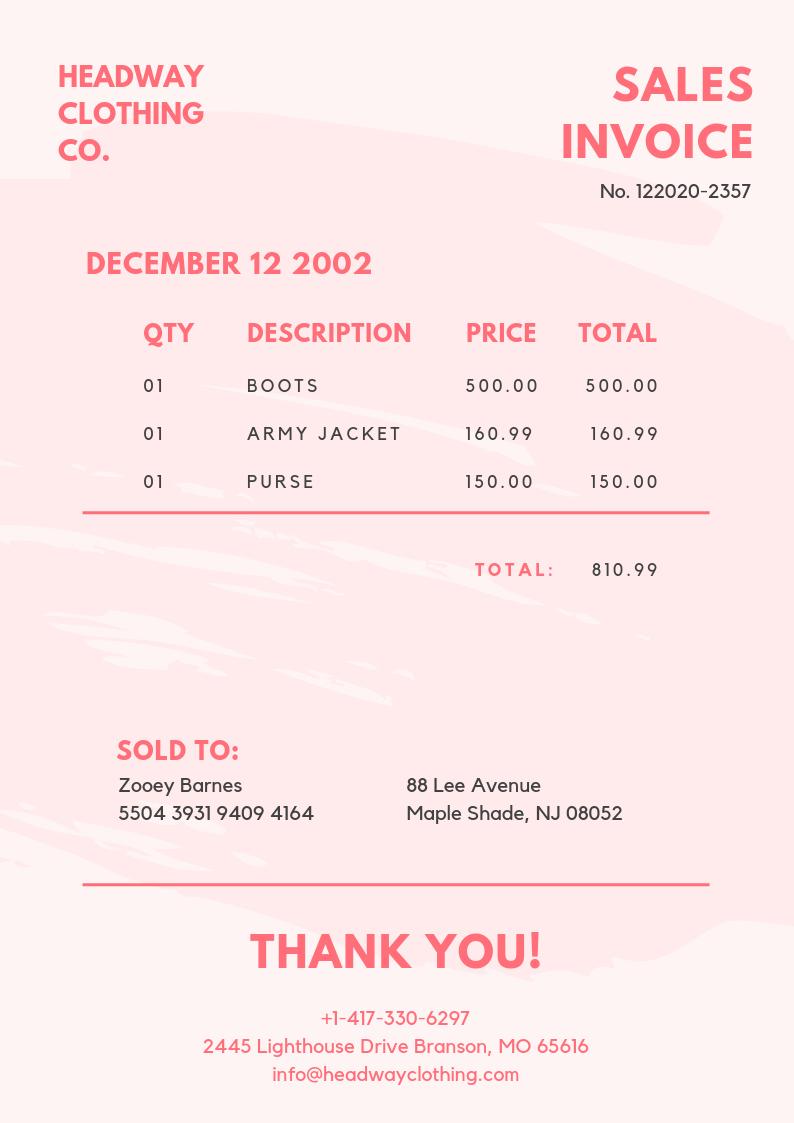 HEADWAY
CLOTHING
CO.
SALES
INVOICE
No. 122020-2357
DECEMBER 12 2002
QTY DESCRIPTION PRICE TOTAL
01 BOOTS 500.00 500.00
01 ARMY JACKET 160.99 160.99
01 PURSE 150.00 150.00
TOTAL: 810.99
SOLD TO:
Zooey Barnes 88 Lee Avenue
5504 3931 9409 4164 Maple Shade, NJ 08052
THANK YOU!
+1-417-330-6297
2445 Lighthouse Drive Branson, MO 65616
info@headwayclothing.com